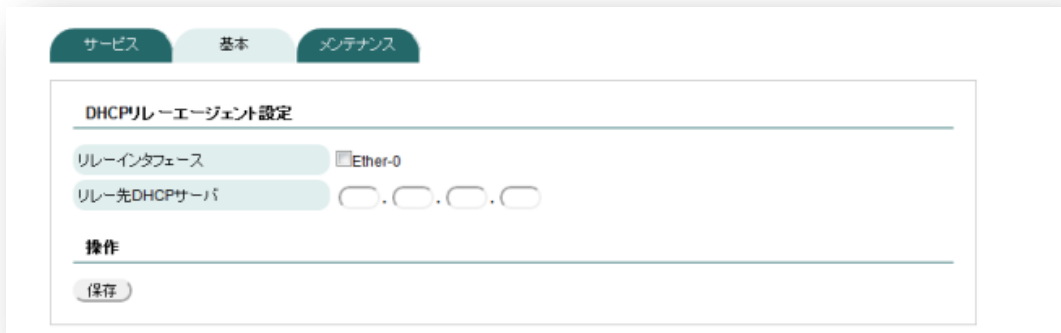 サービス 基本 メンテナンス
DHCPリレーエージェント設定
リレーインタフェース Ether-0
リレー先DHCPサーバ . . .
操作
保存